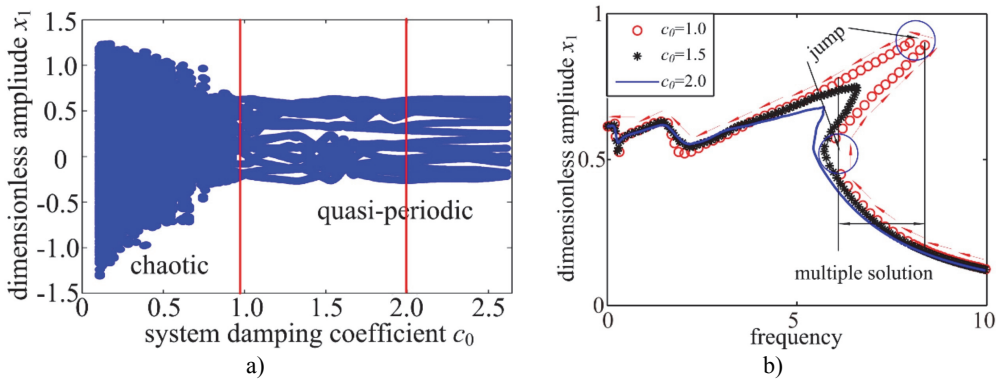 dimensionless ampliude x1
1.5
1.0
0.5
0
-0.5
-1.0
-1.5
chaotic
quasi-periodic
0
0.5
1.0
1.5
2.0
2.5
system damping coefficient c0
a)
b)
dimensionless amplitude x1
1
0.5
0
c0=1.0
c0=1.5
c0=2.0
jump
multiple solution
0
5
10
frequency